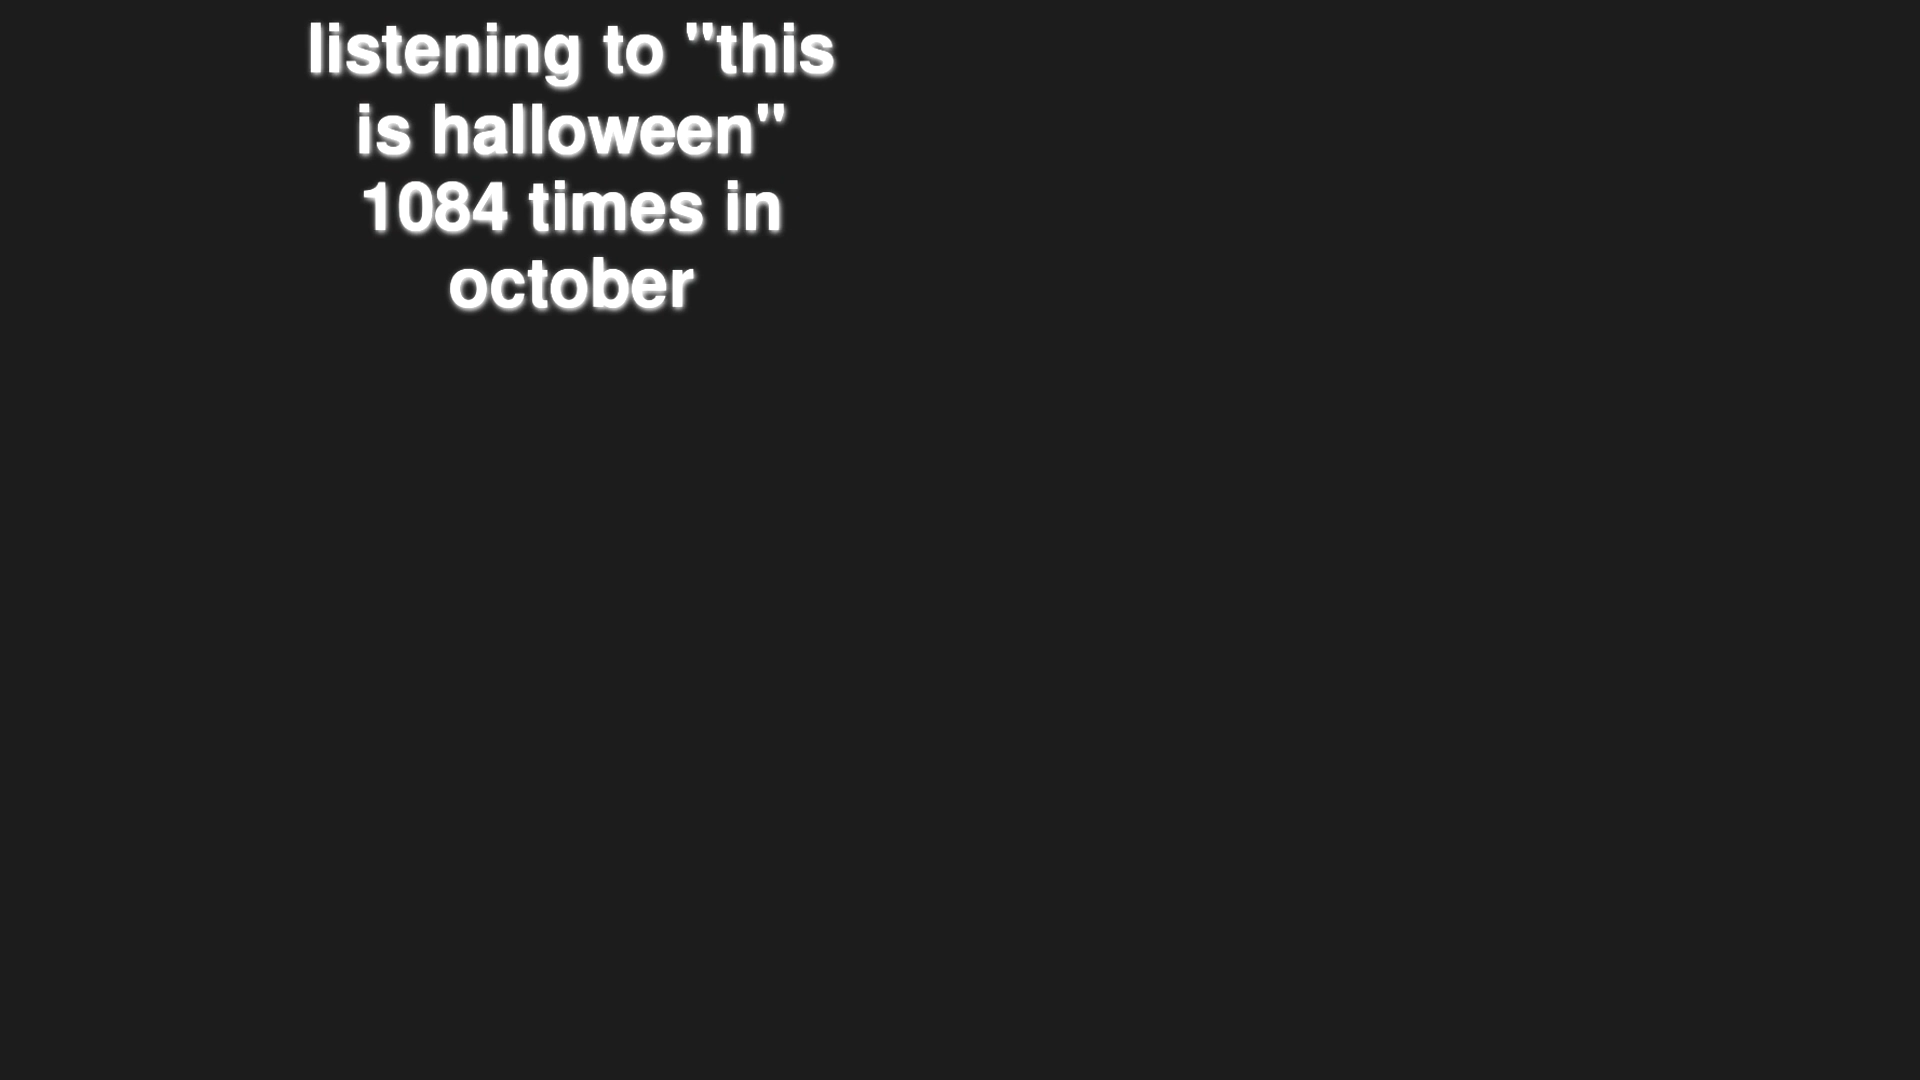 listening to "this
is halloween"
1084 times in
october